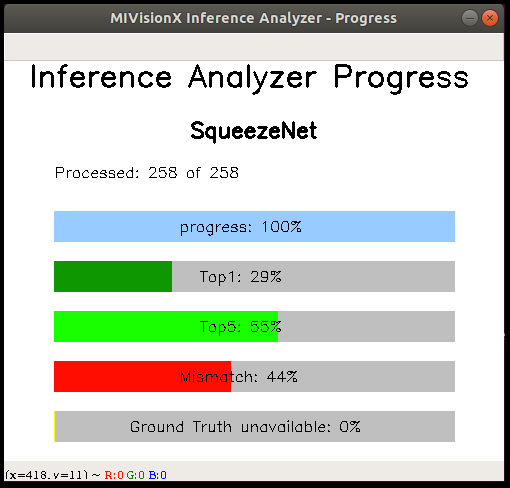 MIVisionX Inference Analyzer - Progress
Inference Analyzer Progress
SqueezeNet
Processed: 258 of 258
progress: 100%
Top1: 29%
Top5: 55%
Mismatch: 44%
Ground Truth unavailable: 0%
(x=418, y=11) ~ R:0 G:0 B:0